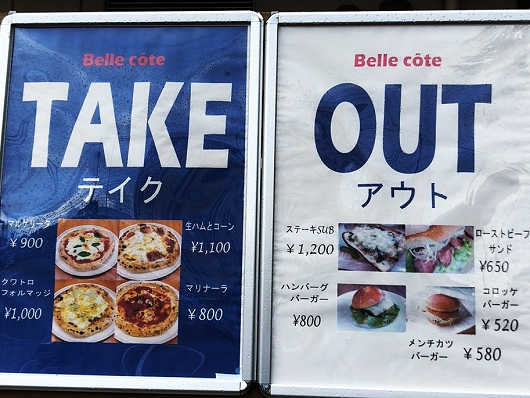 Belle côte
TAKE
テイク
マルゲリータ
¥900
生ハムとコーン
¥1,100
クワトロ
フォルマッジ
¥1,000
マリナーラ
¥800
Belle côte
OUT
アウト
ステーキSUB
¥1,200
ローストビーフ
サンド
¥650
ハンバーグ
バーガー
¥800
コロッケ
バーガー
¥520
メンチカツ
バーガー
¥580